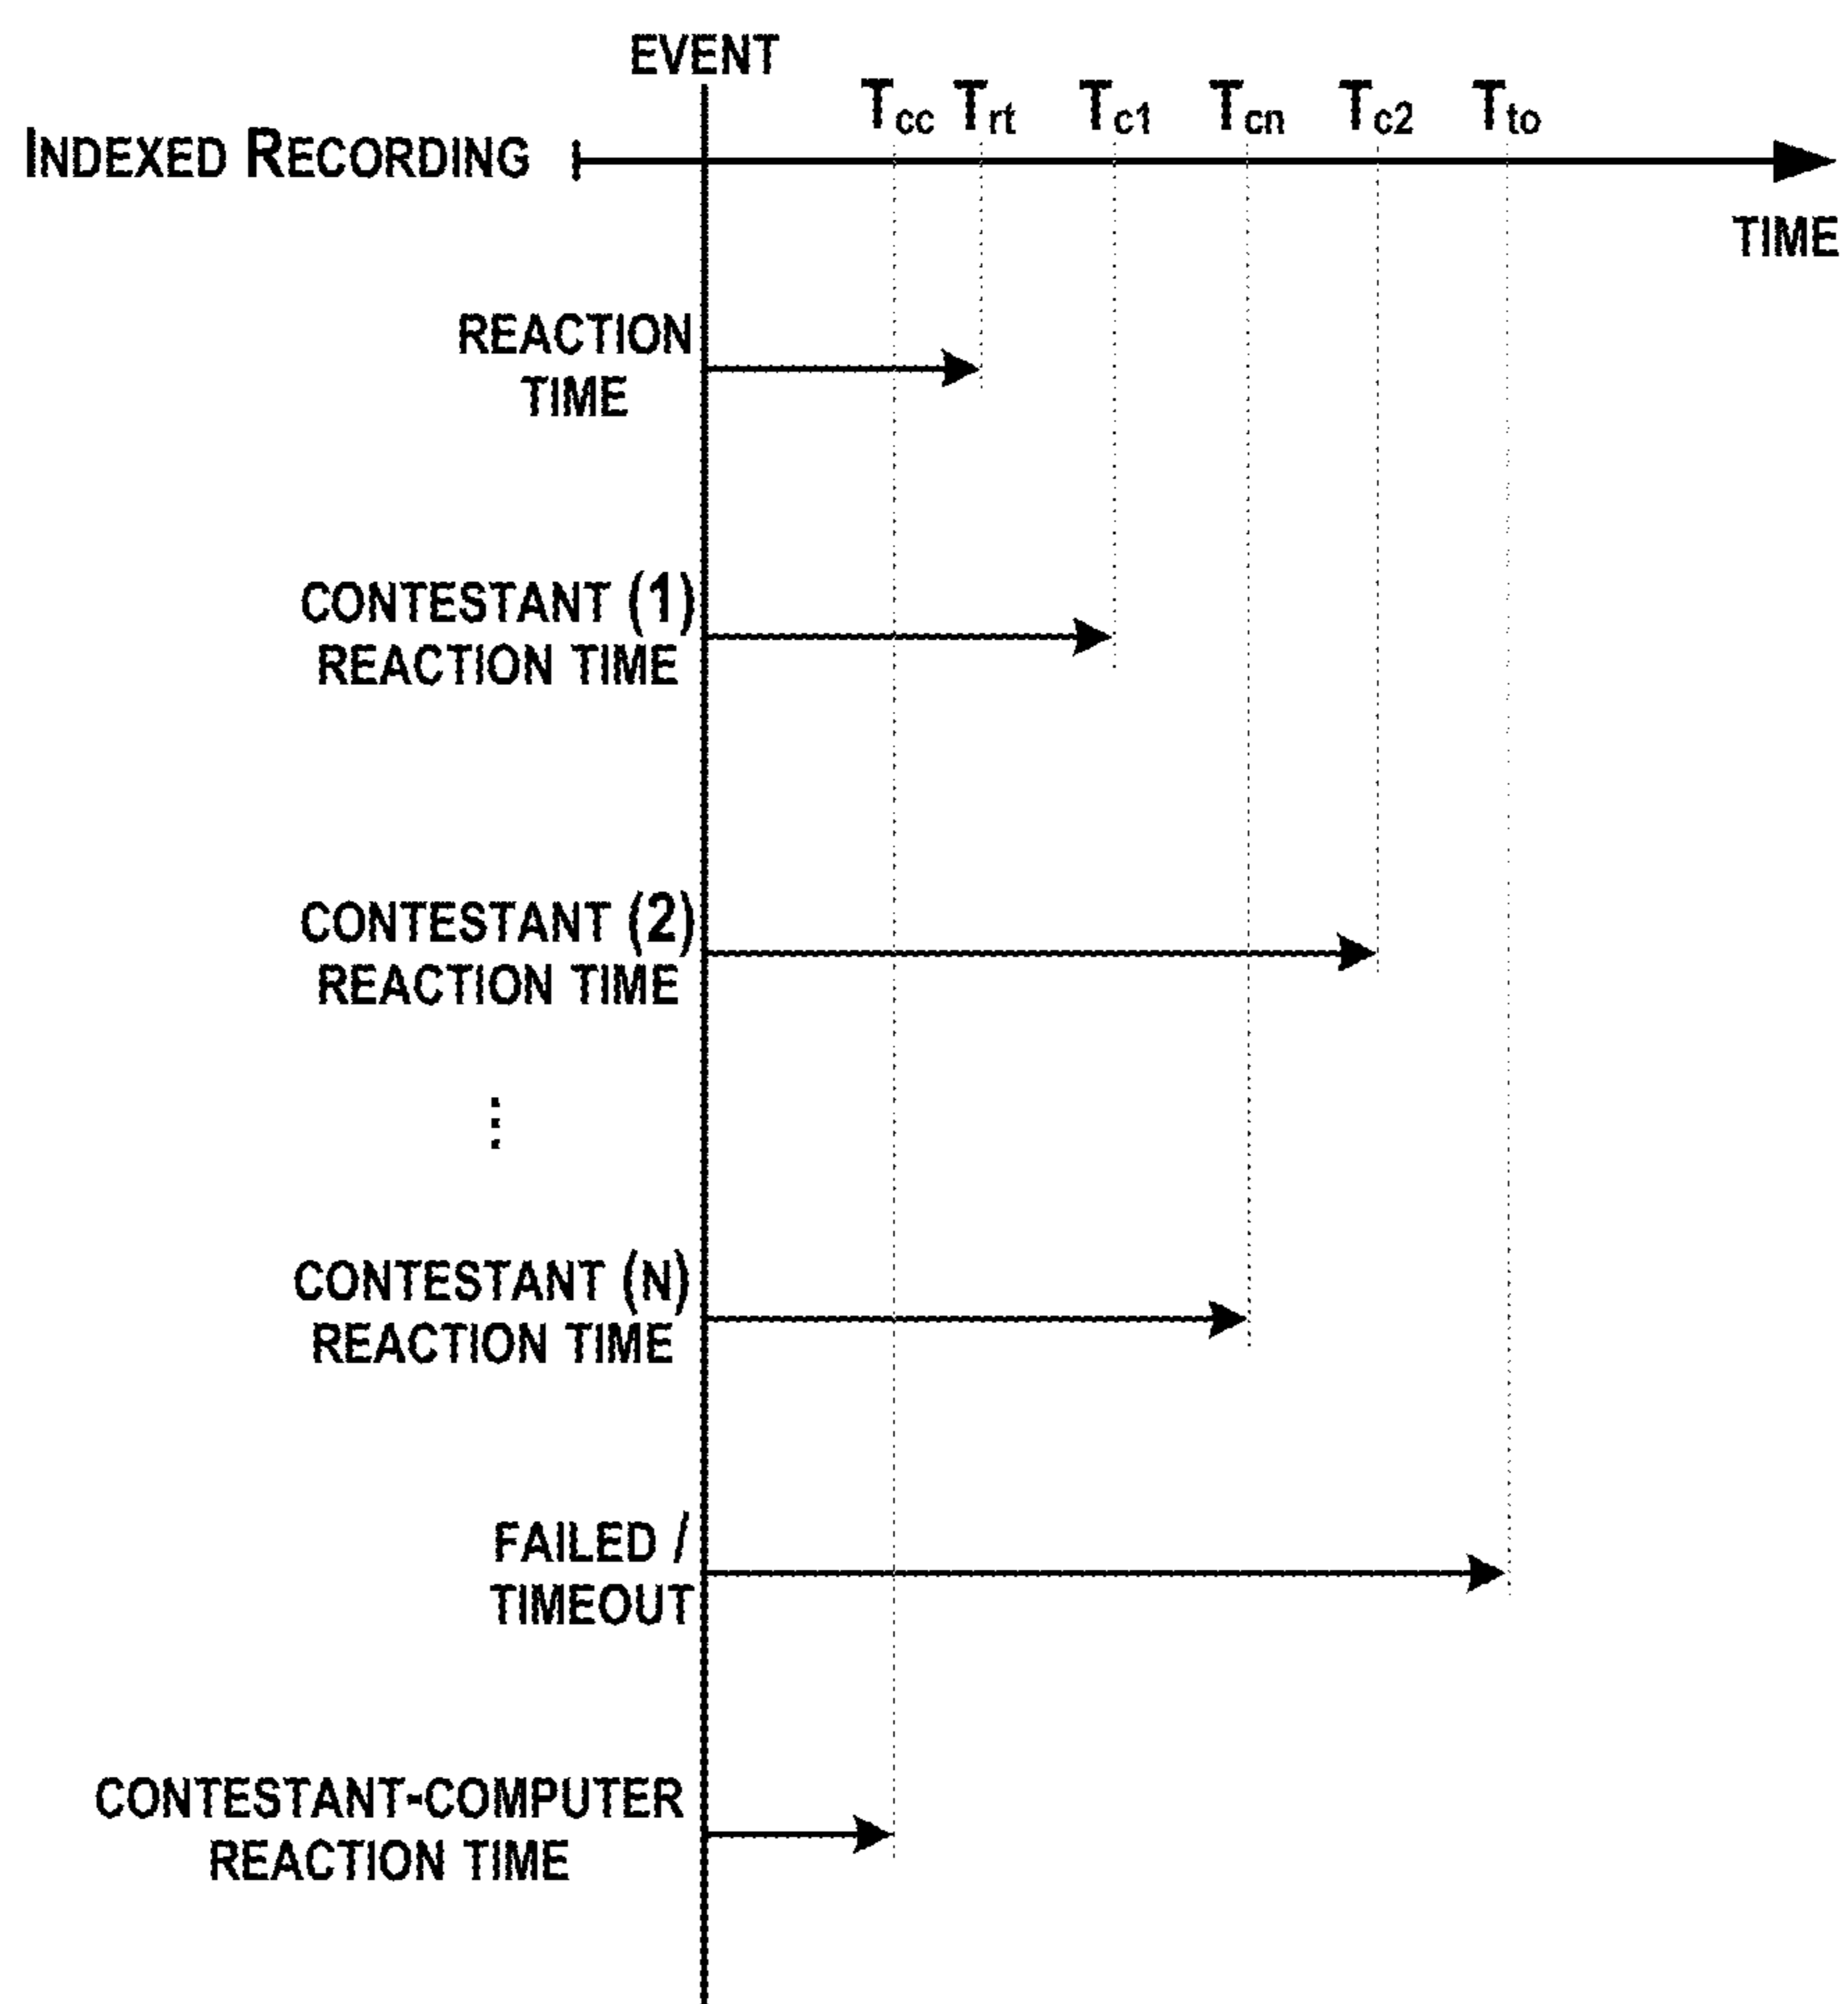 EVENT
Tcc Trt Tc1 Tcn Tc2 Tto
INDEXED RECORDING
TIME
REACTION
TIME
CONTESTANT (1)
REACTION TIME
CONTESTANT (2)
REACTION TIME
⋮
CONTESTANT (N)
REACTION TIME
FAILED /
TIMEOUT
CONTESTANT-COMPUTER
REACTION TIME